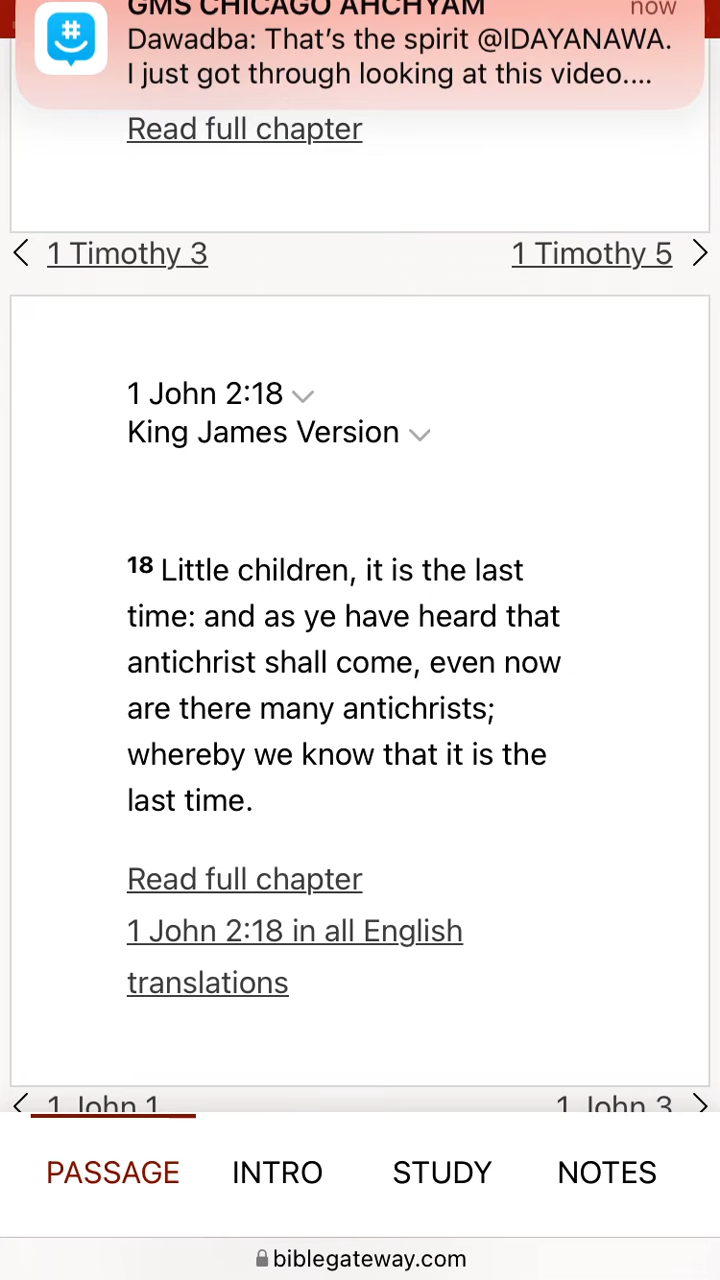 GMS CHICAGO AHCHYAM now
Dawadba: That's the spirit @IDAYANAWA.
I just got through looking at this video....
Read full chapter
1 Timothy 3 1 Timothy 5
1 John 2:18
King James Version
18 Little children, it is the last
time: and as ye have heard that
antichrist shall come, even now
are there many antichrists;
whereby we know that it is the
last time.
Read full chapter
1 John 2:18 in all English
translations
1 John 1 1 John 3
PASSAGE INTRO STUDY NOTES
biblegateway.com